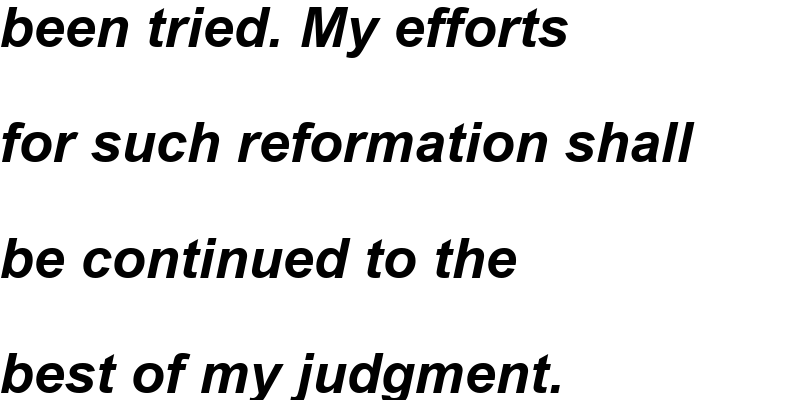 been tried. My efforts
for such reformation shall
be continued to the
best of my judgment.